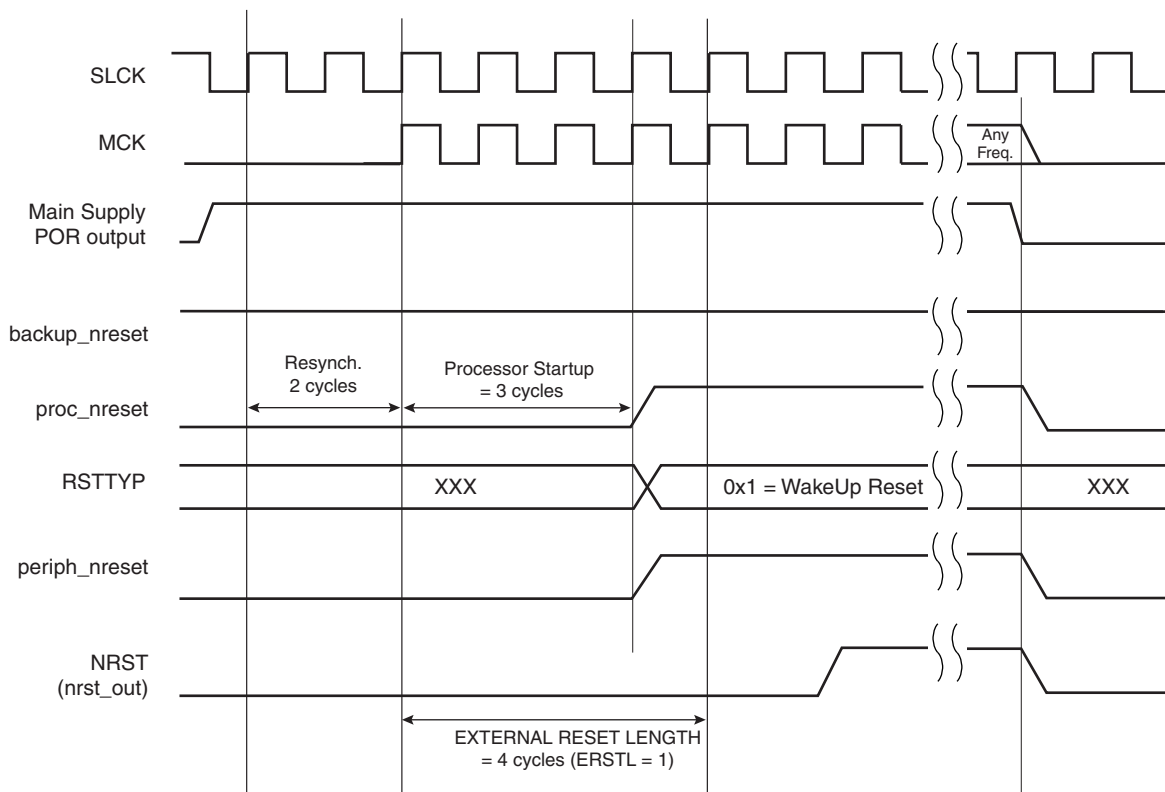 SLCK
MCK
Any
Freq.
Main Supply
POR output
backup_nreset
Resynch.
2 cycles
Processor Startup
= 3 cycles
proc_nreset
RSTTYP
XXX
0x1 = WakeUp Reset
XXX
periph_nreset
NRST
(nrst_out)
EXTERNAL RESET LENGTH
= 4 cycles (ERSTL = 1)